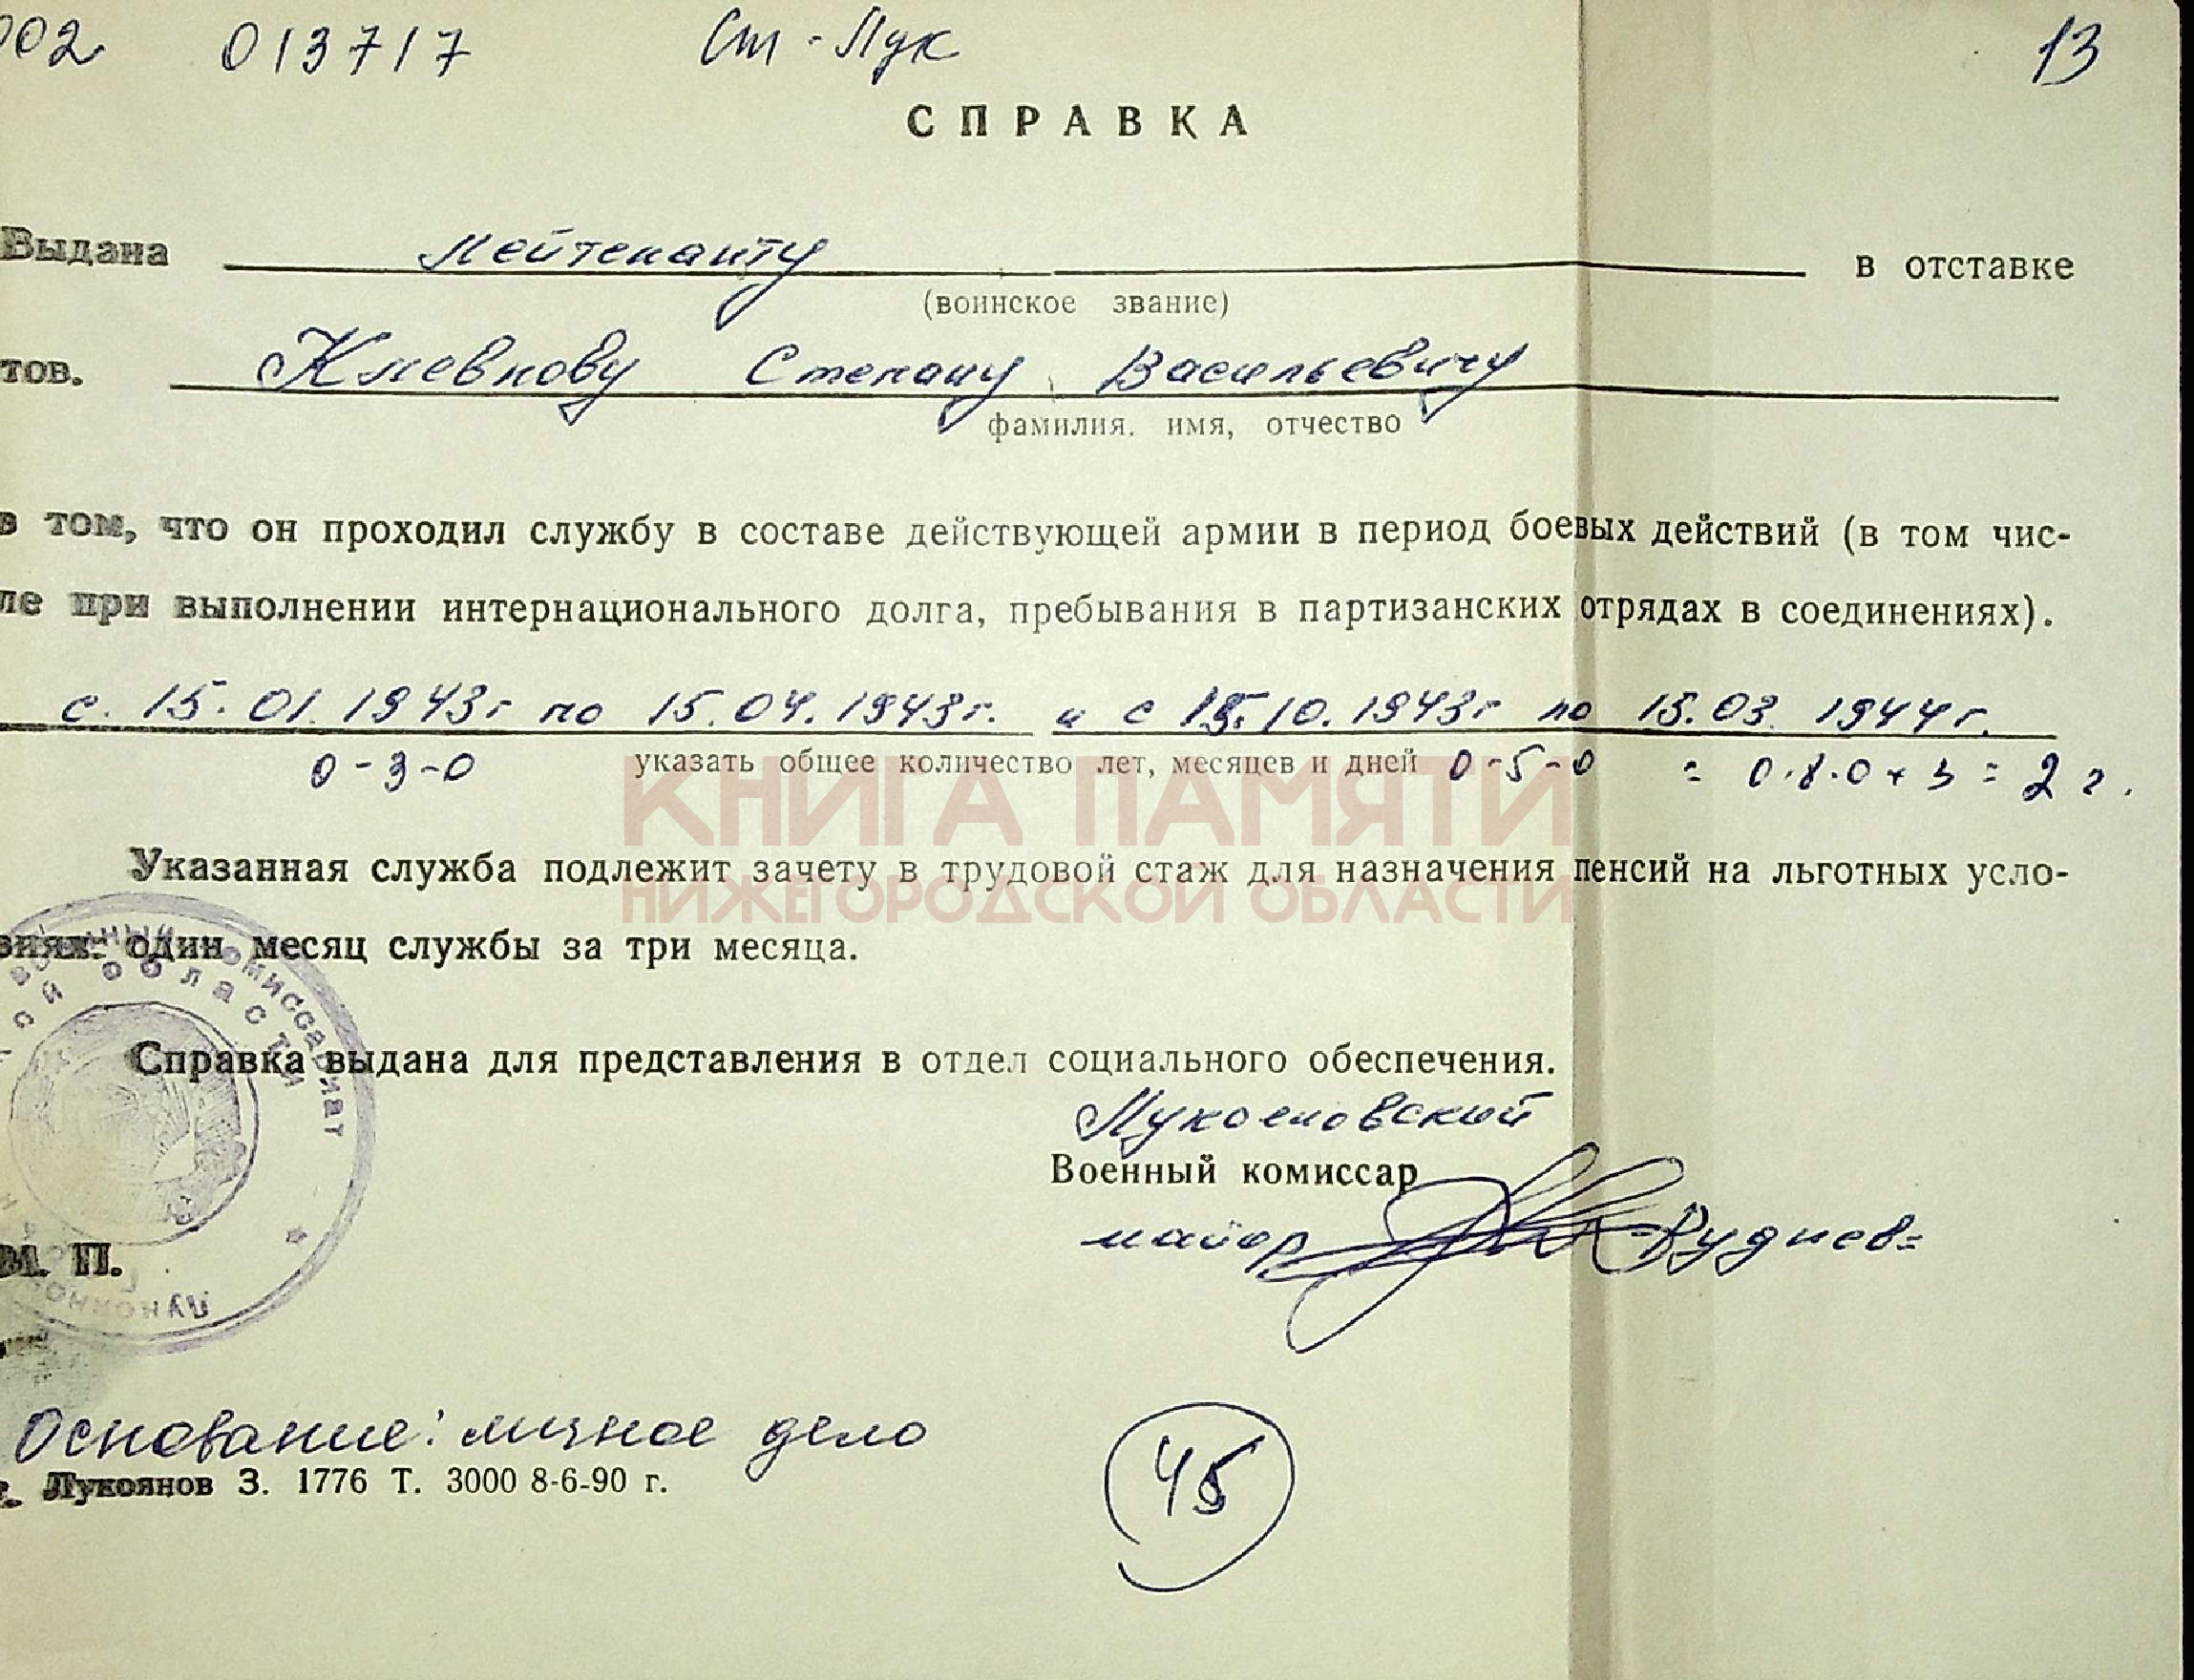 002 013717 Ст-Лук 13
СПРАВКА
Выдана лейтенанту в отставке
(воинское звание)
тов. Клевнову Степану Васильевичу
фамилия. имя, отчество
в том, что он проходил службу в составе действующей армии в период боевых действий (в том чис-
ле при выполнении интернационального долга, пребывания в партизанских отрядах в соединениях).
с 15.01.1943г по 15.04.1943г. и с 15.10.1943г по 15.03.1944г.
0-3-0 указать общее количество лет, месяцев и дней 0-5-0 = 0.8.0 × 3 = 2 г.
КНИГА ПАМЯТИ
НИЖЕГОРОДСКОЙ ОБЛАСТИ
Указанная служба подлежит зачету в трудовой стаж для назначения пенсий на льготных усло-
виях: один месяц службы за три месяца.
военный комиссариат
ской области
Справка выдана для представления в отдел социального обеспечения.
Лукояновский
Военный комиссар
майор =Руднев=
М. П.
Основание: личное дело
г. Лукоянов З. 1776 Т. 3000 8-6-90 г.
45